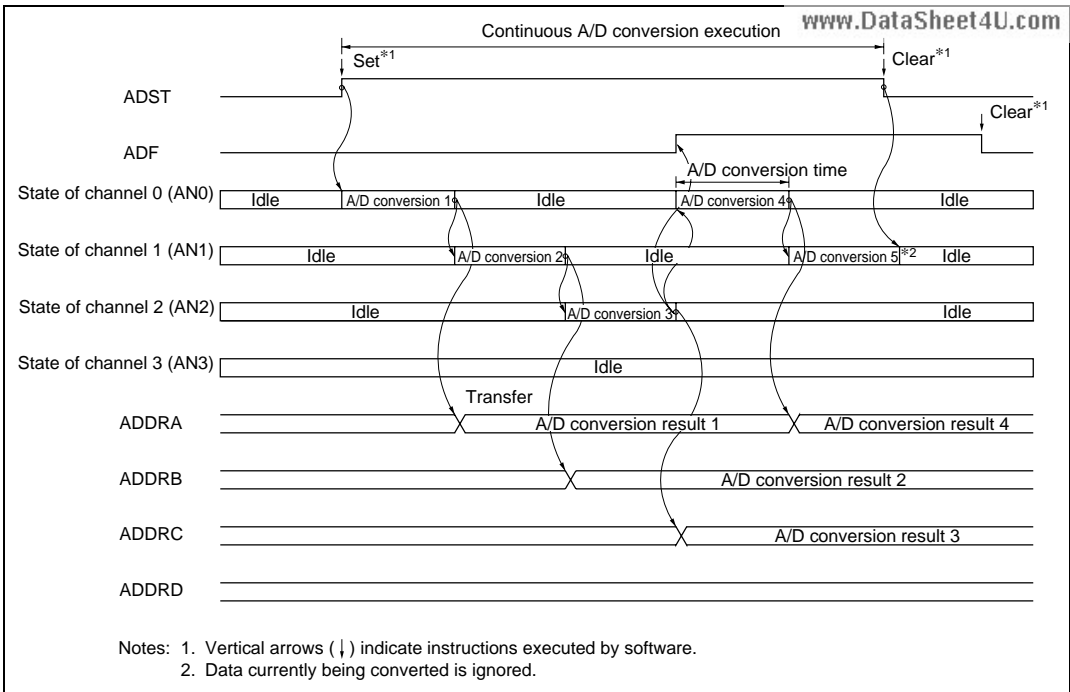 www.DataSheet4U.com
Continuous A/D conversion execution
Set*1
Clear*1
ADST
Clear*1
ADF
A/D conversion time
State of channel 0 (AN0)
Idle
A/D conversion 1
Idle
A/D conversion 4
Idle
State of channel 1 (AN1)
Idle
A/D conversion 2
Idle
A/D conversion 5
*2
Idle
State of channel 2 (AN2)
Idle
A/D conversion 3
Idle
State of channel 3 (AN3)
Idle
Transfer
ADDRA
A/D conversion result 1
A/D conversion result 4
ADDRB
A/D conversion result 2
ADDRC
A/D conversion result 3
ADDRD
Notes: 1. Vertical arrows (↓) indicate instructions executed by software.
2. Data currently being converted is ignored.